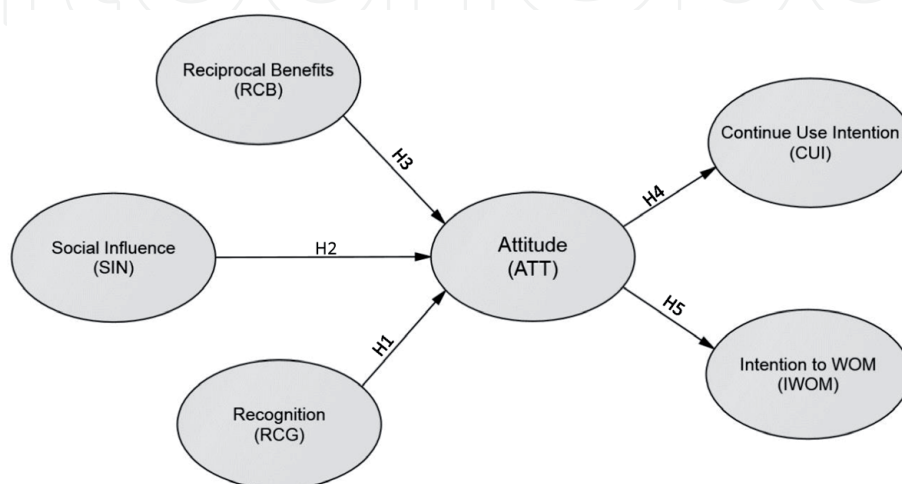 Reciprocal Benefits
(RCB)
H3
Continue Use Intention
(CUI)
H4
Social Influence
(SIN)
H2
Attitude
(ATT)
H5
H1
Intention to WOM
(IWOM)
Recognition
(RCG)